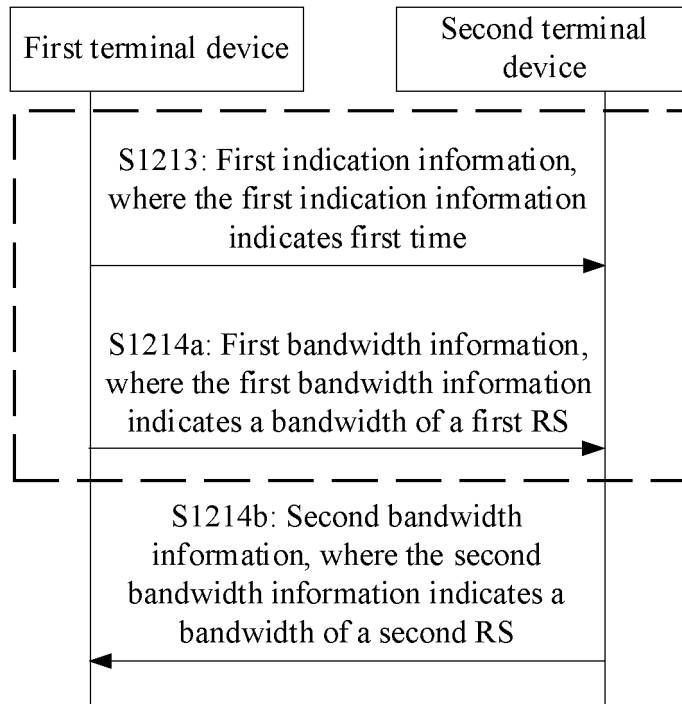 First terminal device
Second terminal
device
S1213: First indication information,
where the first indication information
indicates first time
S1214a: First bandwidth information,
where the first bandwidth information
indicates a bandwidth of a first RS
S1214b: Second bandwidth
information, where the second
bandwidth information indicates a
bandwidth of a second RS